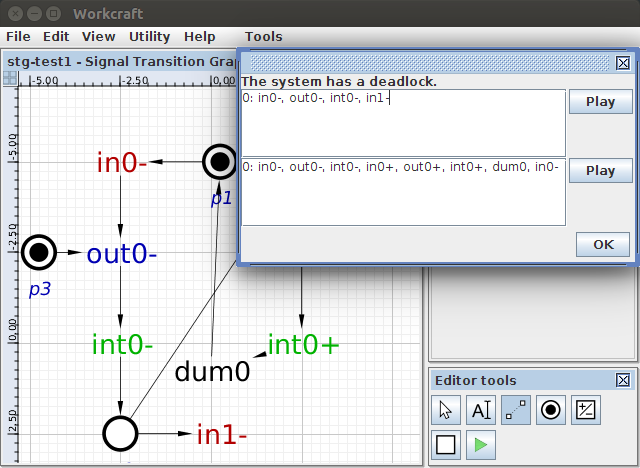 Workcraft
File Edit View Utility Help Tools
stg-test1 - Signal Transition Gra
The system has a deadlock.
0: in0-, out0-, int0-, in1-
Play
0: in0-, out0-, int0-, in0+, out0+, int0+, dum0, in0-
Play
OK
-5.00 -2.50 0,00
-5.00
-2.50
0,00
2,50
in0-
p1
out0-
p3
int0-
int0+
dum0
in1-
Editor tools
A